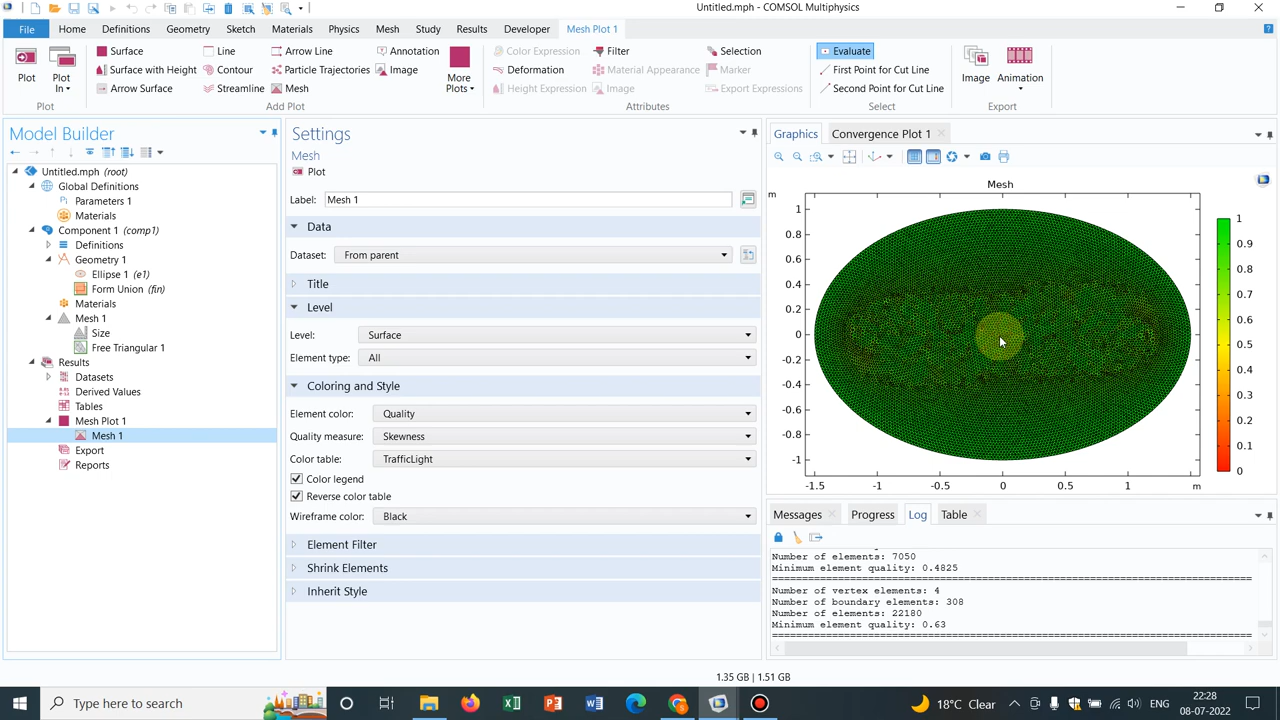 Untitled.mph - COMSOL Multiphysics
File Home Definitions Geometry Sketch Materials Physics Mesh Study Results Developer Mesh Plot 1
Plot
Plot In
Surface
Surface with Height
Arrow Surface
Line
Contour
Streamline
Arrow Line
Particle Trajectories
Mesh
Annotation
Image
More Plots
Color Expression
Deformation
Height Expression
Filter
Material Appearance
Image
Selection
Marker
Export Expressions
Evaluate
First Point for Cut Line
Second Point for Cut Line
Image
Animation
Plot Add Plot Attributes Select Export
Model Builder
Untitled.mph (root)
Global Definitions
Parameters 1
Materials
Component 1 (comp1)
Definitions
Geometry 1
Ellipse 1 (e1)
Form Union (fin)
Materials
Mesh 1
Size
Free Triangular 1
Results
Datasets
Derived Values
Tables
Mesh Plot 1
Mesh 1
Export
Reports
Settings
Mesh
Plot
Label: Mesh 1
Data
Dataset: From parent
Title
Level
Level: Surface
Element type: All
Coloring and Style
Element color: Quality
Quality measure: Skewness
Color table: TrafficLight
Color legend
Reverse color table
Wireframe color: Black
Element Filter
Shrink Elements
Inherit Style
Graphics Convergence Plot 1
Mesh
m
1
0.8
0.6
0.4
0.2
0
-0.2
-0.4
-0.6
-0.8
-1
-1.5 -1 -0.5 0 0.5 1 m
1
0.9
0.8
0.7
0.6
0.5
0.4
0.3
0.2
0.1
0
Messages Progress Log Table
Number of elements: 7050
Minimum element quality: 0.4825
Number of vertex elements: 4
Number of boundary elements: 308
Number of elements: 22180
Minimum element quality: 0.63
1.35 GB | 1.51 GB
Type here to search
18°C Clear
ENG
22:28
08-07-2022